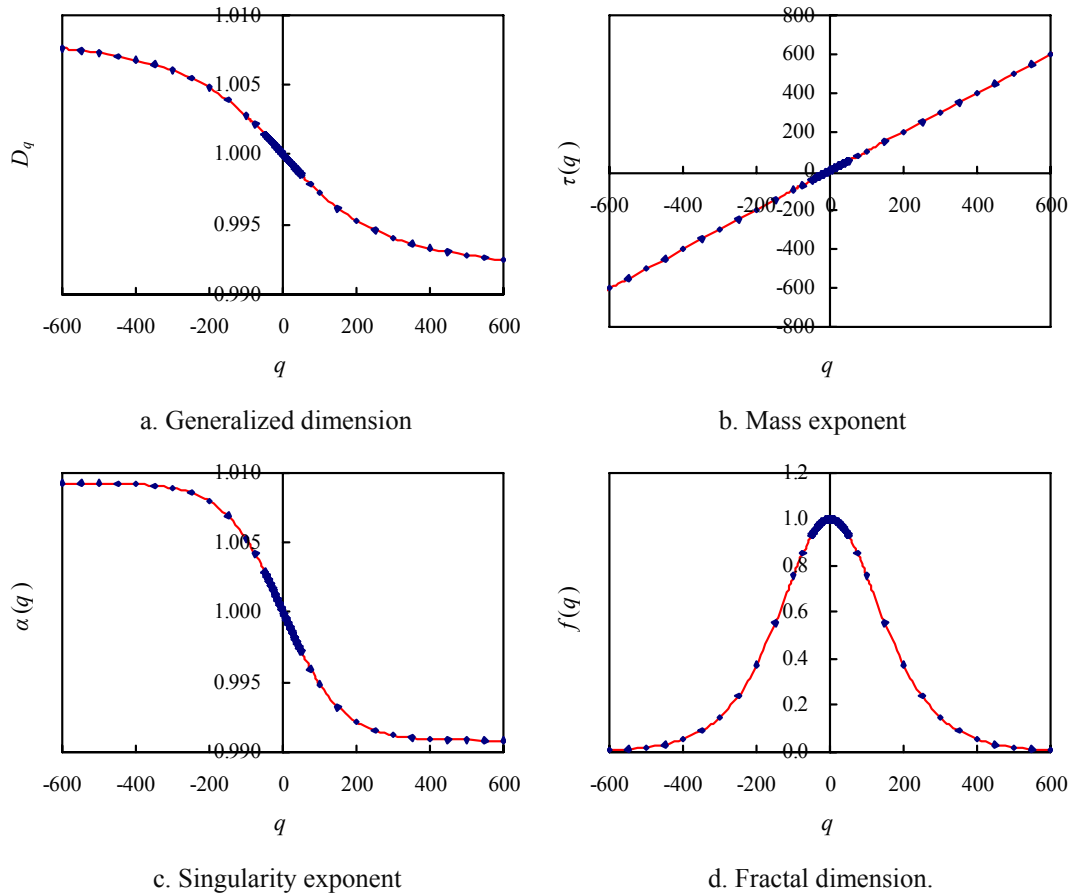 1.010
1.005
1.000
0.995
0.990
-600 -400 -200 0 200 400 600
D_q
q
a. Generalized dimension
800
600
400
200
0
-200
-400
-600
-800
-600 -400 -200 0 200 400 600
τ(q)
q
b. Mass exponent
1.010
1.005
1.000
0.995
0.990
-600 -400 -200 0 200 400 600
α(q)
q
c. Singularity exponent
1.2
1.0
0.8
0.6
0.4
0.2
0.0
-600 -400 -200 0 200 400 600
f(q)
q
d. Fractal dimension.